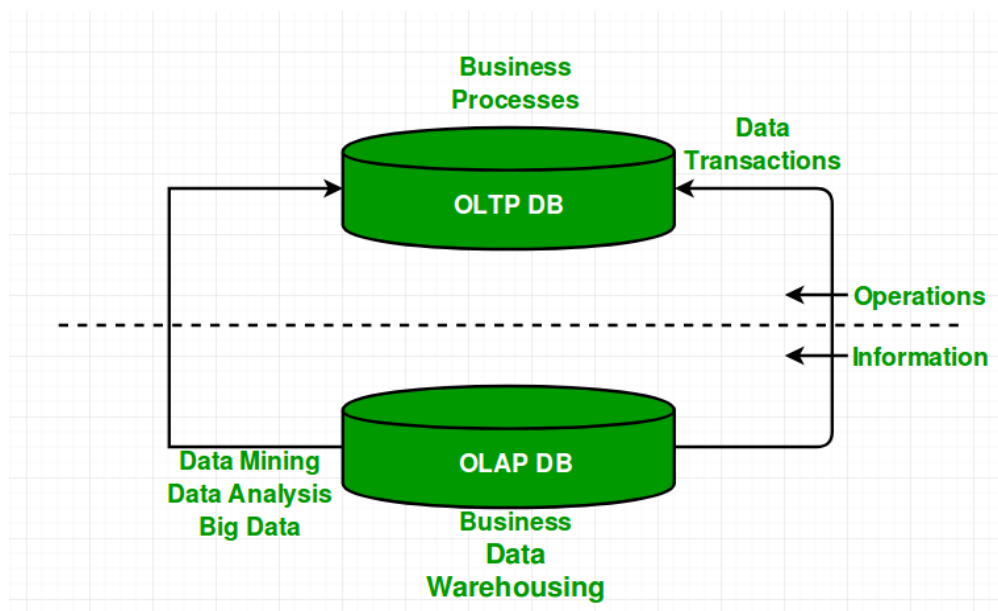 Business
Processes
Data
Transactions
OLTP DB
Operations
Information
OLAP DB
Data Mining
Data Analysis
Big Data
Business
Data
Warehousing